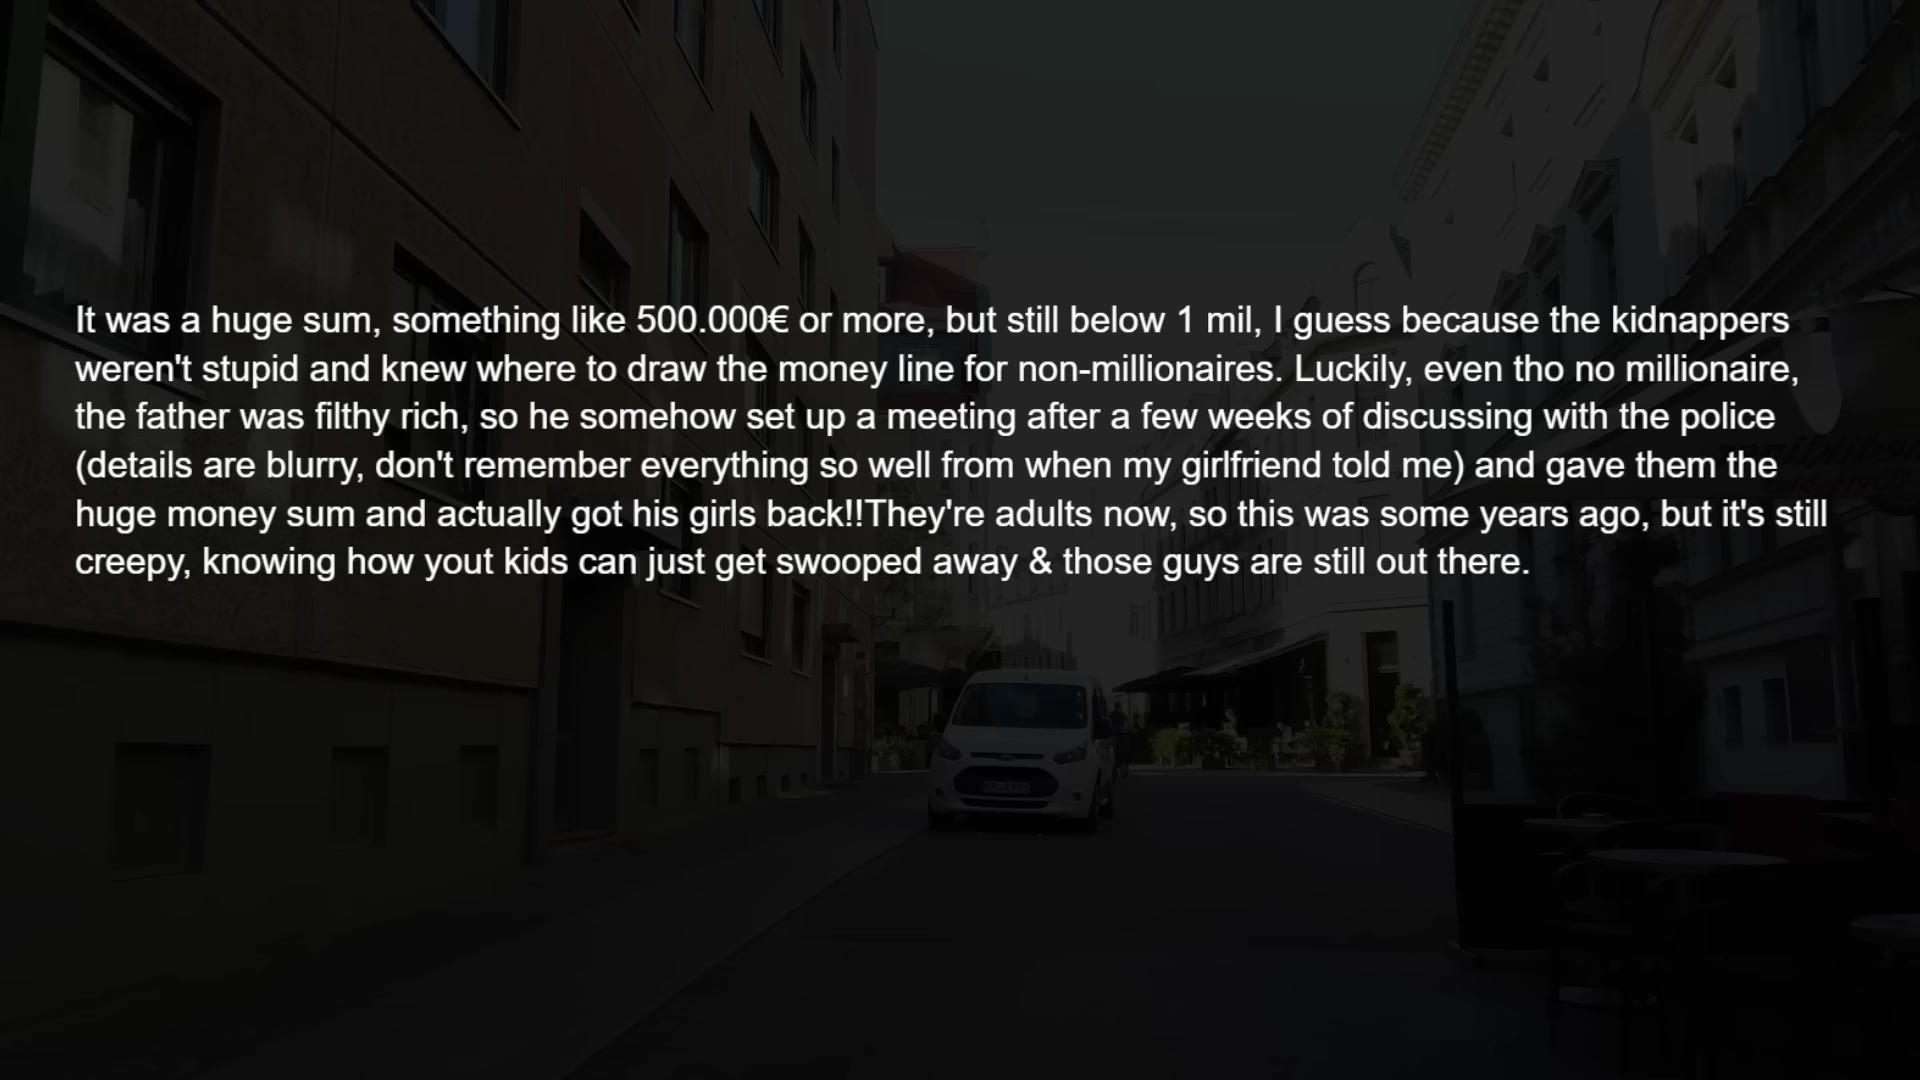 It was a huge sum, something like 500.000€ or more, but still below 1 mil, I guess because the kidnappers
weren't stupid and knew where to draw the money line for non-millionaires. Luckily, even tho no millionaire,
the father was filthy rich, so he somehow set up a meeting after a few weeks of discussing with the police
(details are blurry, don't remember everything so well from when my girlfriend told me) and gave them the
huge money sum and actually got his girls back!!They're adults now, so this was some years ago, but it's still
creepy, knowing how yout kids can just get swooped away & those guys are still out there.